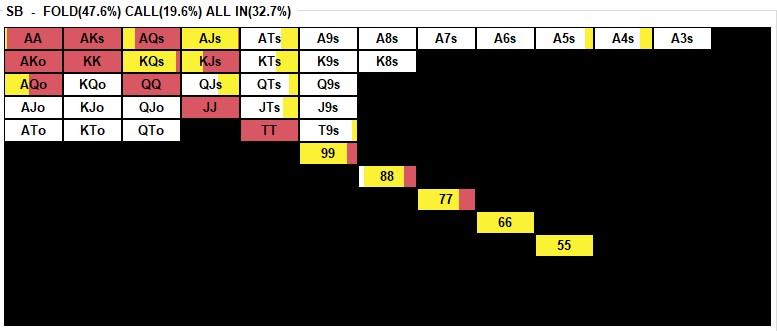 SB - FOLD(47.6%) CALL(19.6%) ALL IN(32.7%)
AA AKs AQs AJs ATs A9s A8s A7s A6s A5s A4s A3s
AKo KK KQs KJs KTs K9s K8s
AQo KQo QQ QJs QTs Q9s
AJo KJo QJo JJ JTs J9s
ATo KTo QTo TT T9s
99
88
77
66
55